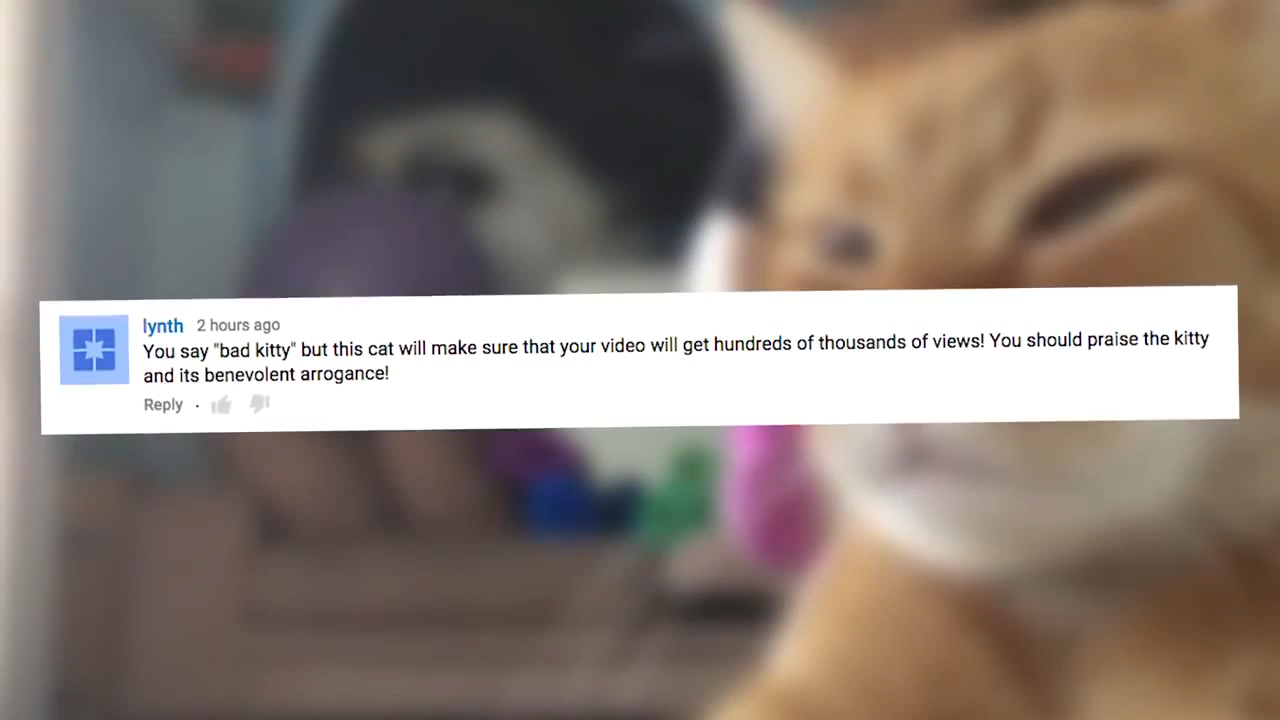 lynth 2 hours ago
You say "bad kitty" but this cat will make sure that your video will get hundreds of thousands of views! You should praise the kitty
and its benevolent arrogance!
Reply ·